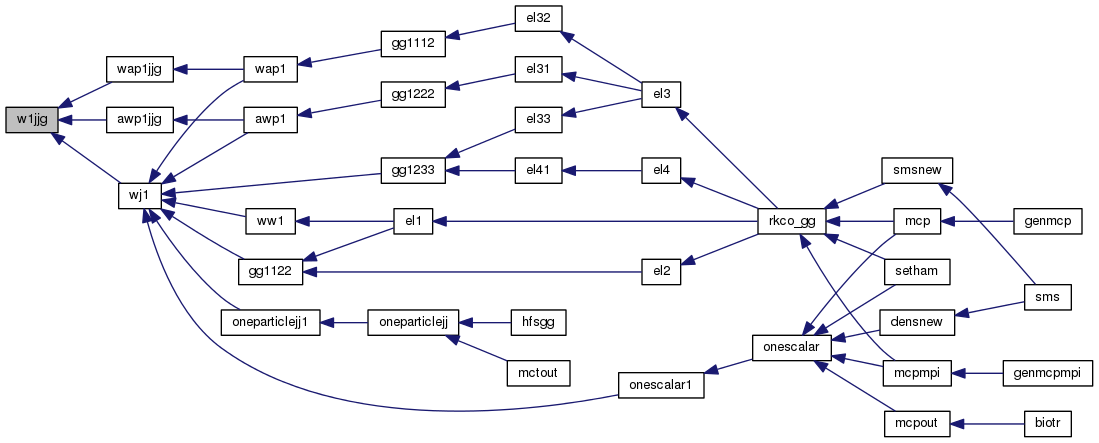 el32
gg1112
wap1jjg
wap1
el31
gg1222
el3
w1jjg
awp1jjg
awp1
el33
gg1233
el41
el4
smsnew
wj1
ww1
el1
rkco_gg
mcp
genmcp
gg1122
el2
setham
sms
oneparticlejj1
oneparticlejj
hfsgg
densnew
onescalar
mctout
onescalar1
mcpmpi
genmcpmpi
mcpout
biotr